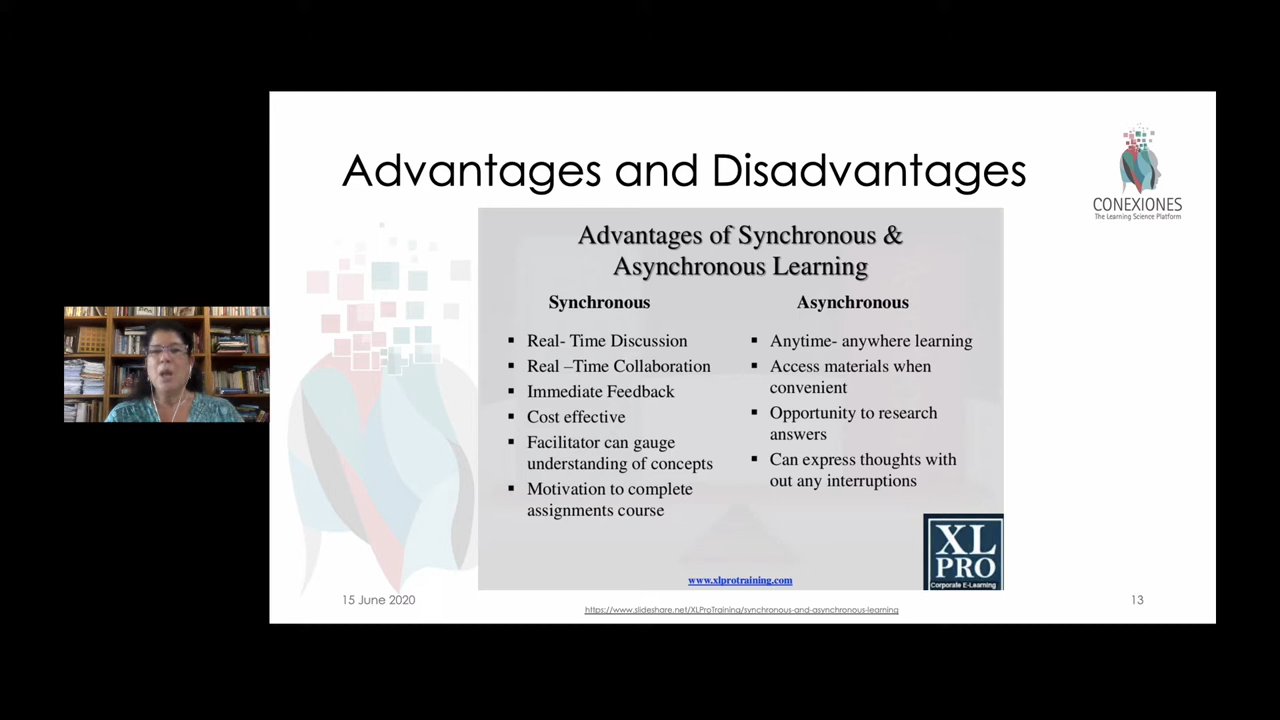 Advantages and Disadvantages
CONEXIONES
The Learning Science Platform
Advantages of Synchronous &
Asynchronous Learning
Synchronous
▪ Real- Time Discussion
▪ Real –Time Collaboration
▪ Immediate Feedback
▪ Cost effective
▪ Facilitator can gauge
understanding of concepts
▪ Motivation to complete
assignments course
Asynchronous
▪ Anytime- anywhere learning
▪ Access materials when
convenient
▪ Opportunity to research
answers
▪ Can express thoughts with
out any interruptions
XL
PRO
Corporate E-Learning
www.xlprotraining.com
15 June 2020
https://www.slideshare.net/XLProTraining/synchronous-and-asynchronous-learning
13